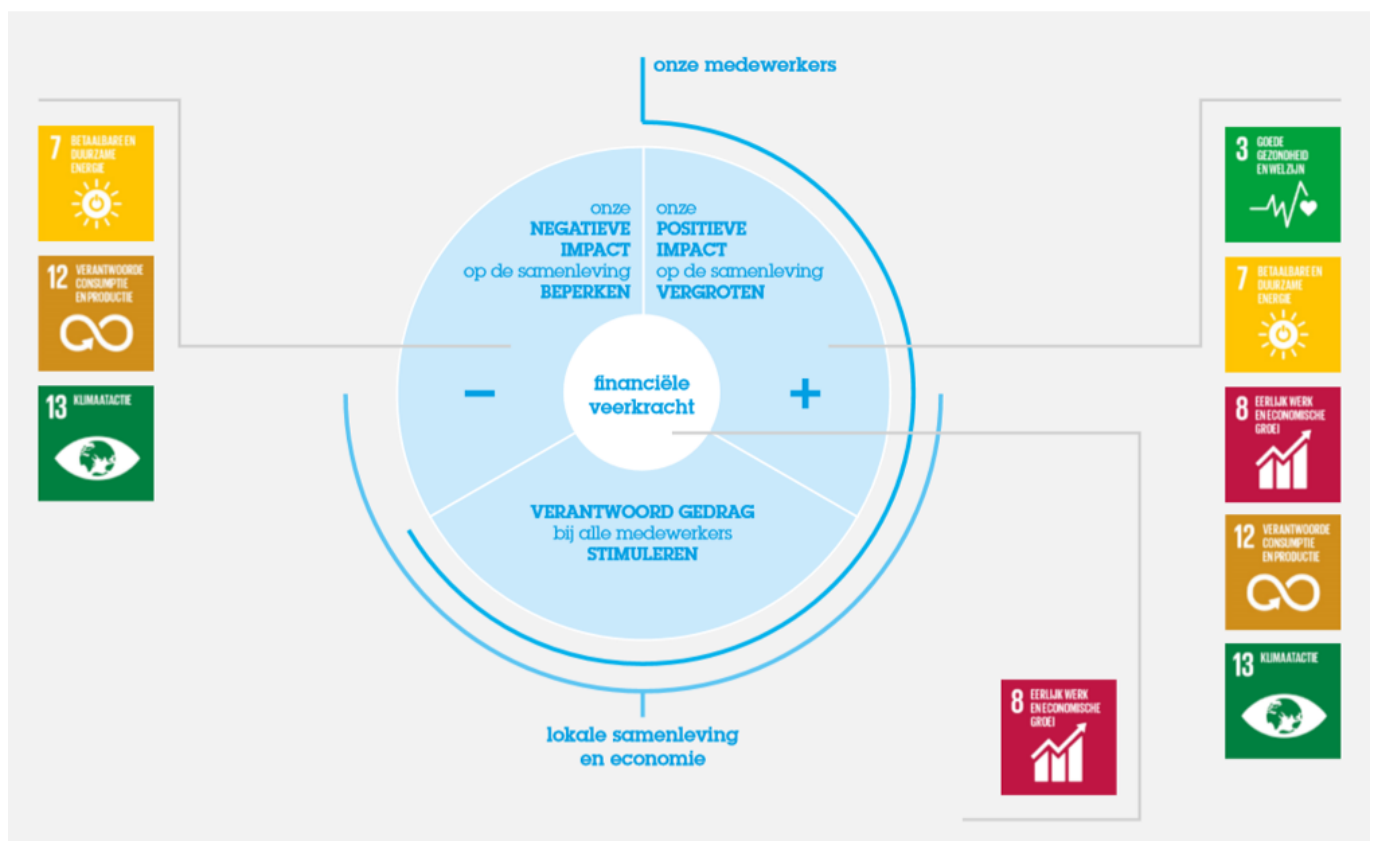 onze medewerkers
7 BETAALBARE EN
DUURZAME
ENERGIE
12 VERANTWOORDE
CONSUMPTIE
EN PRODUCTIE
13 KLIMAATACTIE
onze
NEGATIEVE
IMPACT
op de samenleving
BEPERKEN
onze
POSITIEVE
IMPACT
op de samenleving
VERGROTEN
−
financiële
veerkracht
+
VERANTWOORD GEDRAG
bij alle medewerkers
STIMULEREN
lokale samenleving
en economie
3 GOEDE
GEZONDHEID
EN WELZIJN
7 BETAALBARE EN
DUURZAME
ENERGIE
8 EERLIJK WERK
EN ECONOMISCHE
GROEI
12 VERANTWOORDE
CONSUMPTIE
EN PRODUCTIE
13 KLIMAATACTIE
8 EERLIJK WERK
EN ECONOMISCHE
GROEI